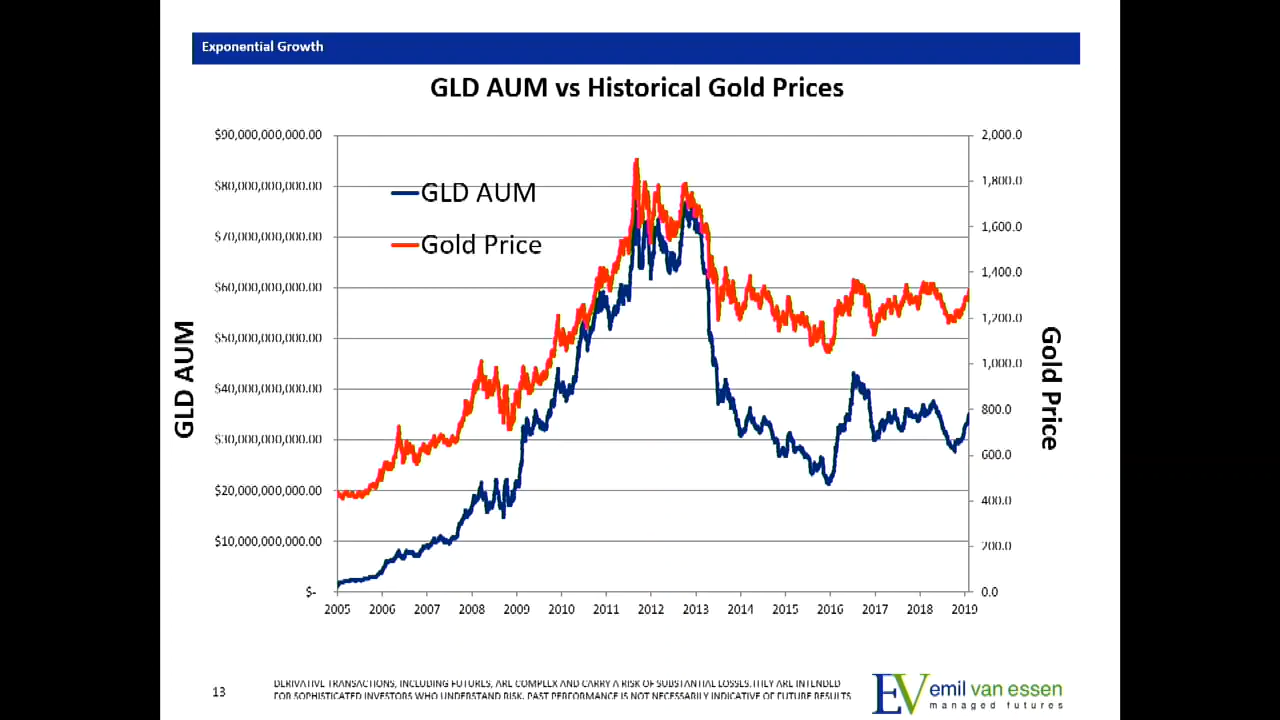 Exponential Growth
GLD AUM vs Historical Gold Prices
$90,000,000,000.00
$80,000,000,000.00
$70,000,000,000.00
$60,000,000,000.00
$50,000,000,000.00
$40,000,000,000.00
$30,000,000,000.00
$20,000,000,000.00
$10,000,000,000.00
$-
GLD AUM
GLD AUM
Gold Price
2,000.0
1,800.0
1,600.0
1,400.0
1,200.0
1,000.0
800.0
600.0
400.0
200.0
0.0
Gold Price
2005 2006 2007 2008 2009 2010 2011 2012 2013 2014 2015 2016 2017 2018 2019
13
DERIVATIVE TRANSACTIONS, INCLUDING FUTURES, ARE COMPLEX AND CARRY A RISK OF SUBSTANTIAL LOSSES.THEY ARE INTENDED
FOR SOPHISTICATED INVESTORS WHO UNDERSTAND RISK. PAST PERFORMANCE IS NOT NECESSARILY INDICATIVE OF FUTURE RESULTS
EV emil van essen
managed futures